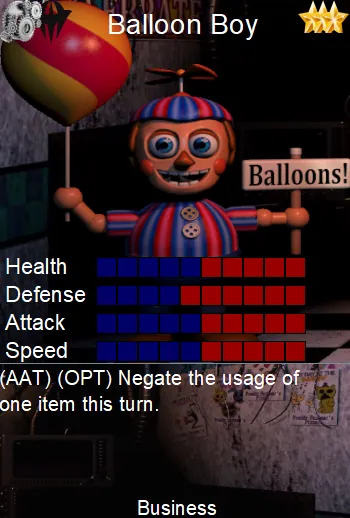 Balloon Boy
Balloons!
Health
Defense
Attack
Speed
(AAT) (OPT) Negate the usage of
one item this turn.
Business